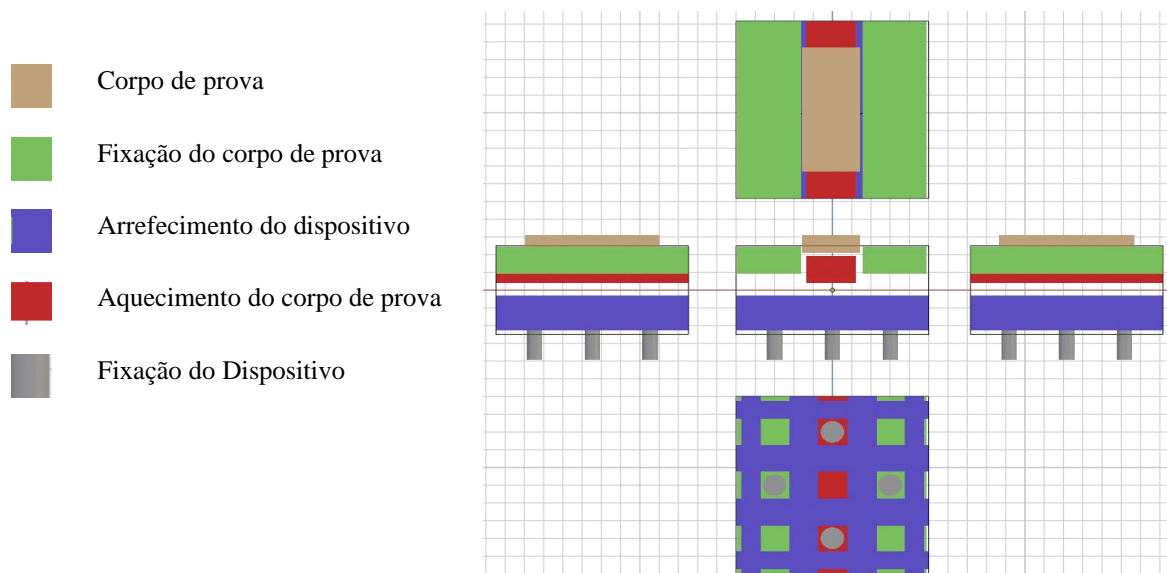 Corpo de prova
Fixação do corpo de prova
Arrefecimento do dispositivo
Aquecimento do corpo de prova
Fixação do Dispositivo